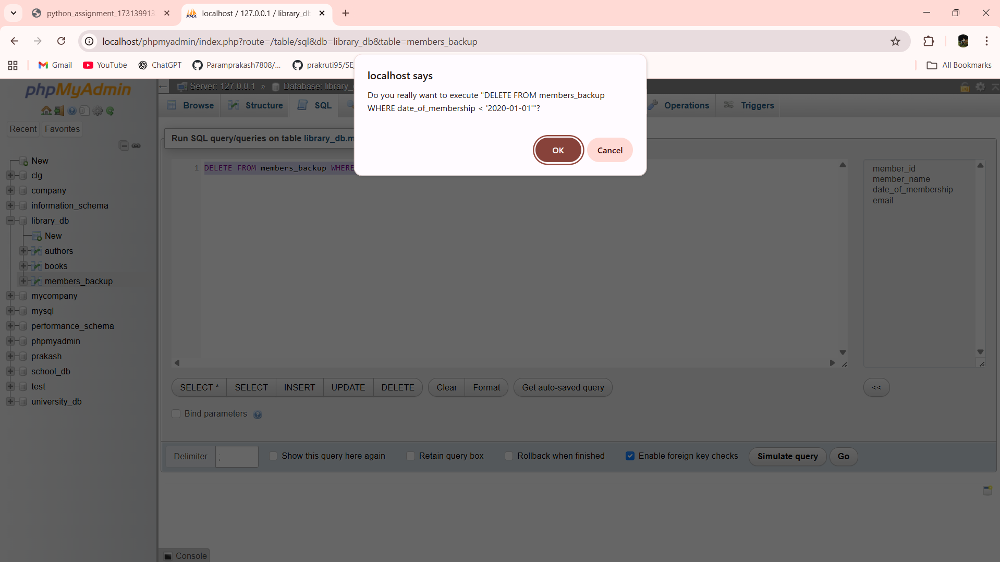 python_assignment_173139913
localhost / 127.0.0.1 / library_db
localhost/phpmyadmin/index.php?route=/table/sql&db=library_db&table=members_backup
Gmail
YouTube
ChatGPT
Paramprakash7808/...
prakruti95/SE
All Bookmarks
localhost says
Do you really want to execute "DELETE FROM members_backup
WHERE date_of_membership < '2020-01-01'"?
OK
Cancel
phpMyAdmin
Recent
Favorites
New
clg
company
information_schema
library_db
New
authors
books
members_backup
mycompany
mysql
performance_schema
phpmyadmin
prakash
school_db
test
university_db
Server: 127.0.0.1 » Database: library_
Browse
Structure
SQL
Operations
Triggers
Run SQL query/queries on table library_db.m
1
DELETE FROM members_backup WHERE
member_id
member_name
date_of_membership
email
SELECT *
SELECT
INSERT
UPDATE
DELETE
Clear
Format
Get auto-saved query
<<
Bind parameters
Delimiter
;
Show this query here again
Retain query box
Rollback when finished
Enable foreign key checks
Simulate query
Go
Console